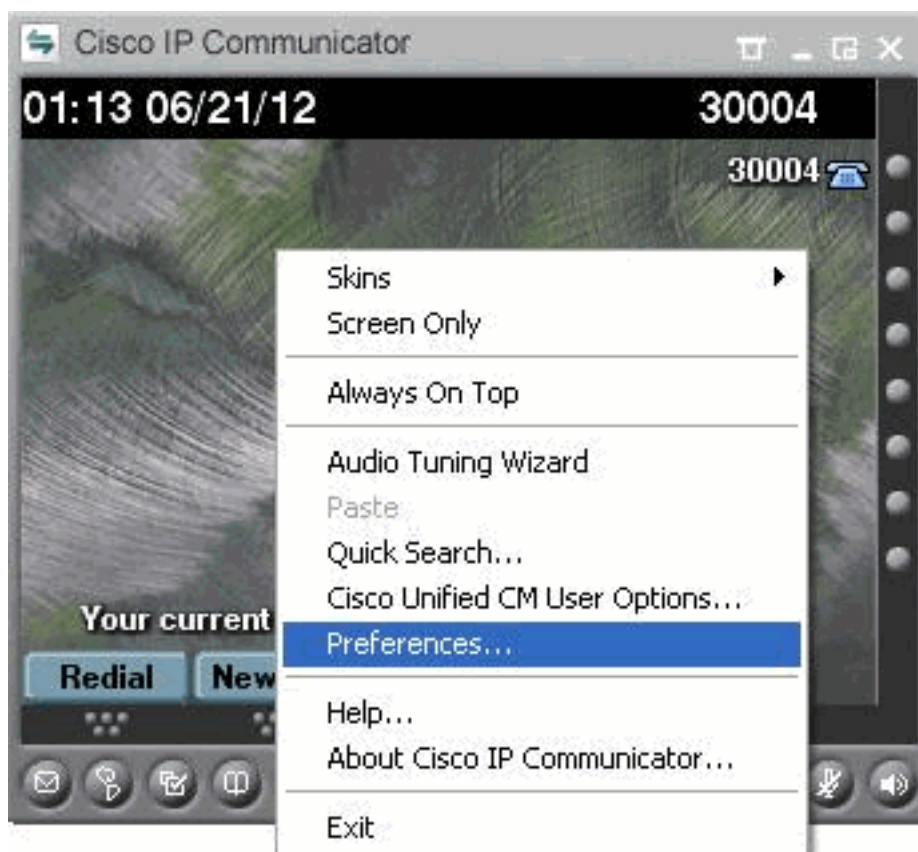 Cisco IP Communicator
01:13 06/21/12 30004
30004
Skins
Screen Only
Always On Top
Audio Tuning Wizard
Paste
Quick Search...
Cisco Unified CM User Options...
Preferences...
Help...
About Cisco IP Communicator...
Exit
Your current
Redial New